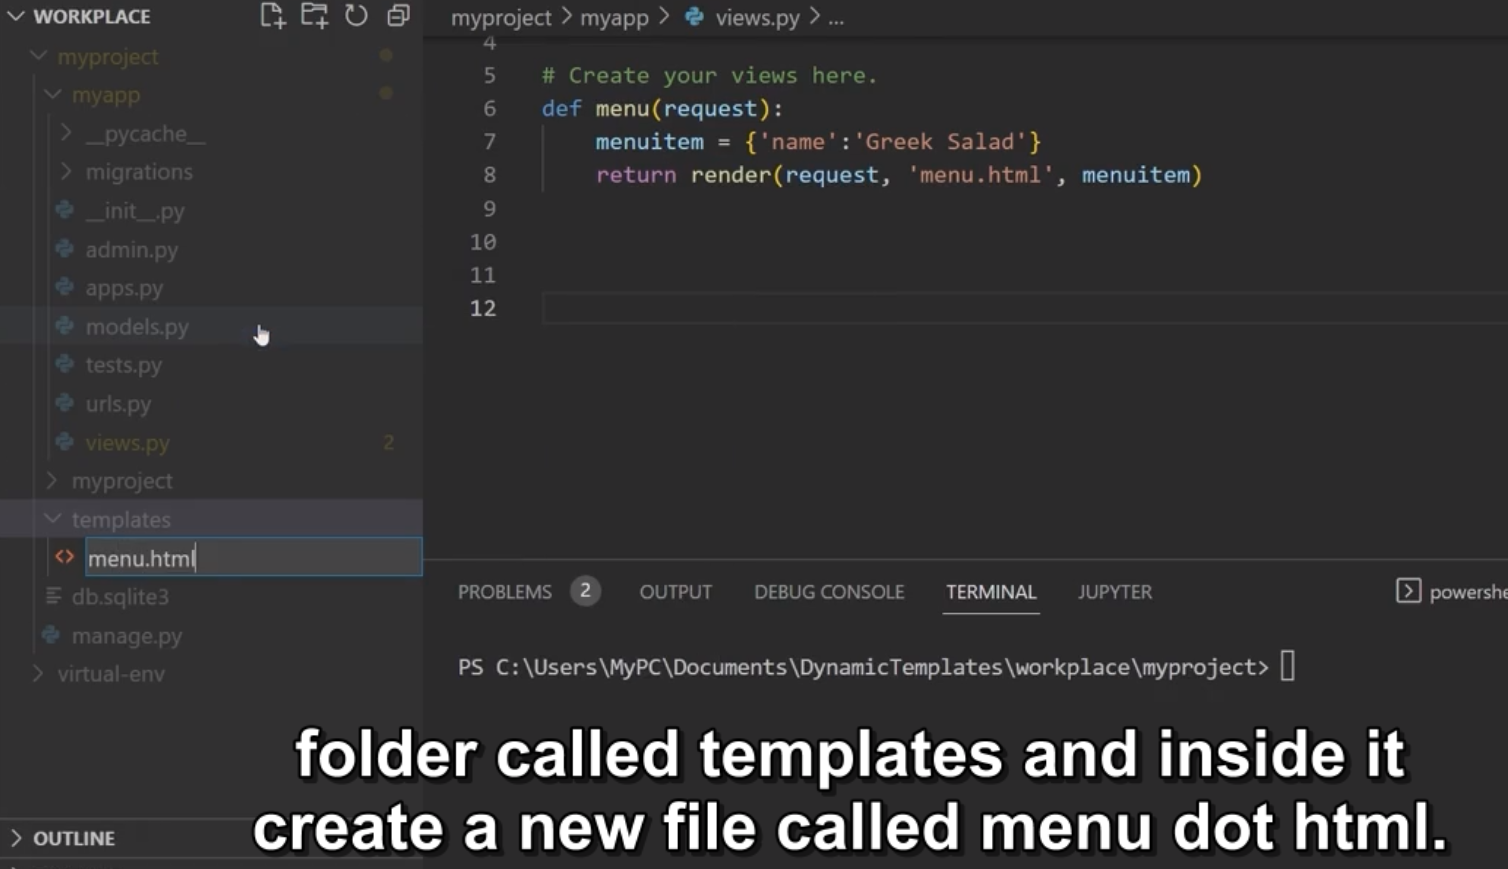 WORKPLACE
myproject
myapp
__pycache__
migrations
__init__.py
admin.py
apps.py
models.py
tests.py
urls.py
views.py 2
myproject
templates
menu.html
db.sqlite3
manage.py
virtual-env
OUTLINE
myproject > myapp > views.py > ...
4
5 # Create your views here.
6 def menu(request):
7 menuitem = {'name':'Greek Salad'}
8 return render(request, 'menu.html', menuitem)
9
10
11
12
PROBLEMS 2 OUTPUT DEBUG CONSOLE TERMINAL JUPYTER powershe
PS C:\Users\MyPC\Documents\DynamicTemplates\workplace\myproject>
folder called templates and inside it
create a new file called menu dot html.